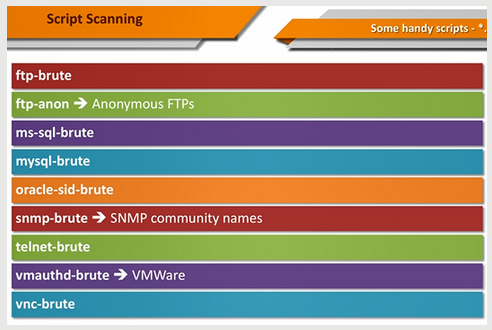 Script Scanning
Some handy scripts - *.
ftp-brute
ftp-anon ➔ Anonymous FTPs
ms-sql-brute
mysql-brute
oracle-sid-brute
snmp-brute ➔ SNMP community names
telnet-brute
vmauthd-brute ➔ VMWare
vnc-brute